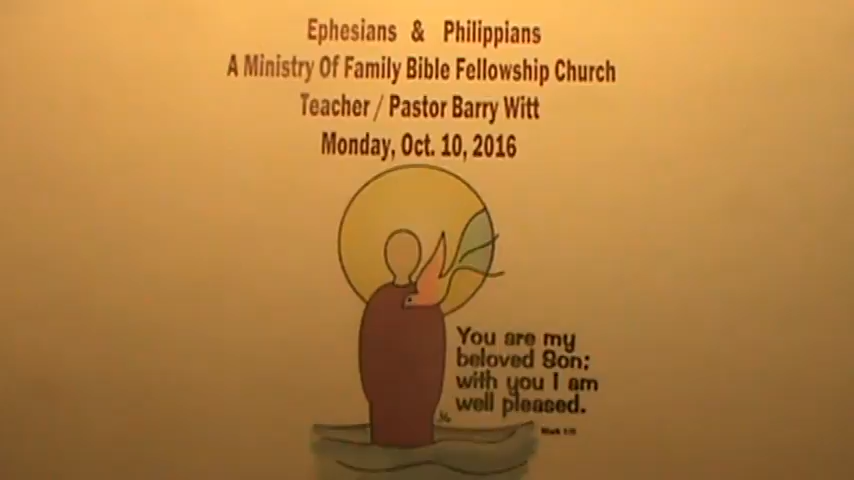 Ephesians & Philippians
A Ministry Of Family Bible Fellowship Church
Teacher / Pastor Barry Witt
Monday, Oct. 10, 2016
You are my
beloved Son;
with you I am
well pleased.